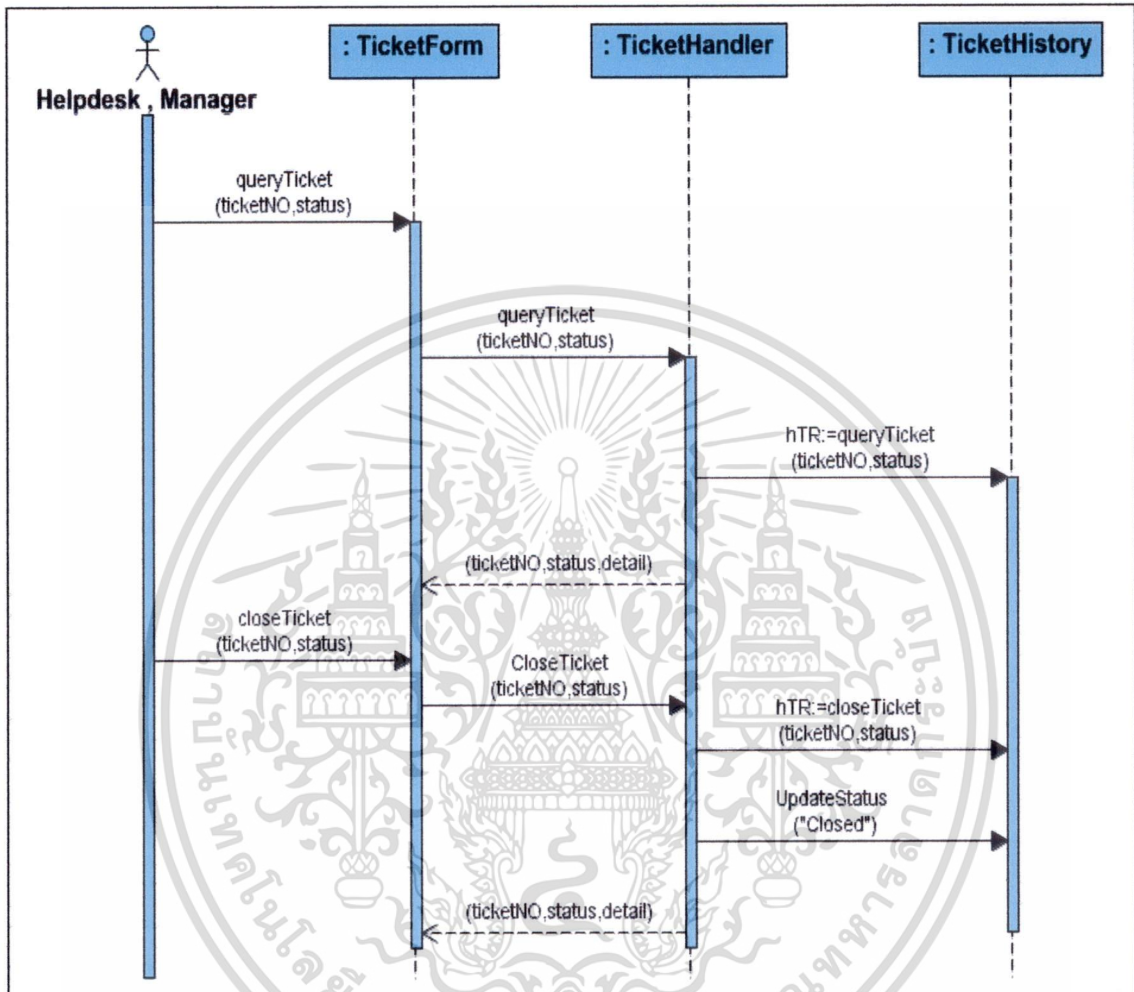 : TicketForm
: TicketHandler
: TicketHistory
Helpdesk , Manager
queryTicket
(ticketNO,status)
queryTicket
(ticketNO,status)
hTR:=queryTicket
(ticketNO,status)
(ticketNO,status,detail)
closeTicket
(ticketNO,status)
CloseTicket
(ticketNO,status)
hTR:=closeTicket
(ticketNO,status)
UpdateStatus
("Closed")
(ticketNO,status,detail)